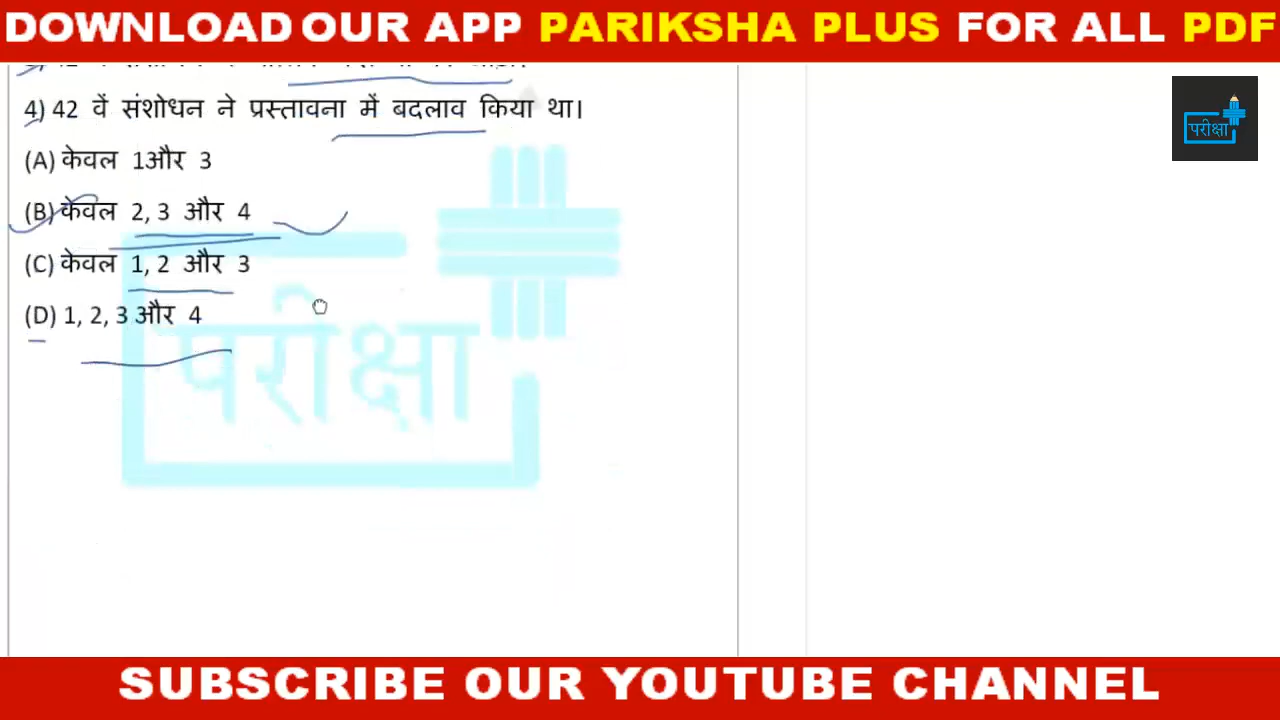 DOWNLOAD OUR APP PARIKSHA PLUS FOR ALL PDF
4) 42 वें संशोधन ने प्रस्तावना में बदलाव किया था।
(A) केवल 1और 3
(B) केवल 2, 3 और 4
(C) केवल 1, 2 और 3
(D) 1, 2, 3 और 4
परीक्षा
परीक्षा
SUBSCRIBE OUR YOUTUBE CHANNEL